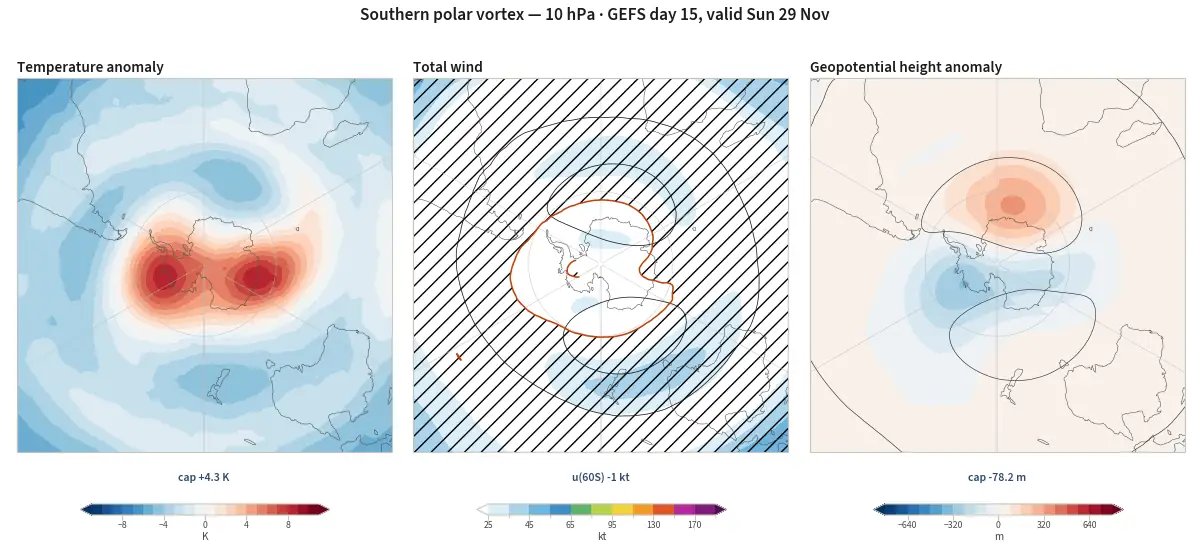 Southern polar vortex — 10 hPa · GEFS day 15, valid Sun 29 Nov
Temperature anomaly
Total wind
Geopotential height anomaly
cap +4.3 K
u(60S) -1 kt
cap -78.2 m
−8 −4 0 4 8
K
25 45 65 95 130 170
kt
−640 −320 0 320 640
m